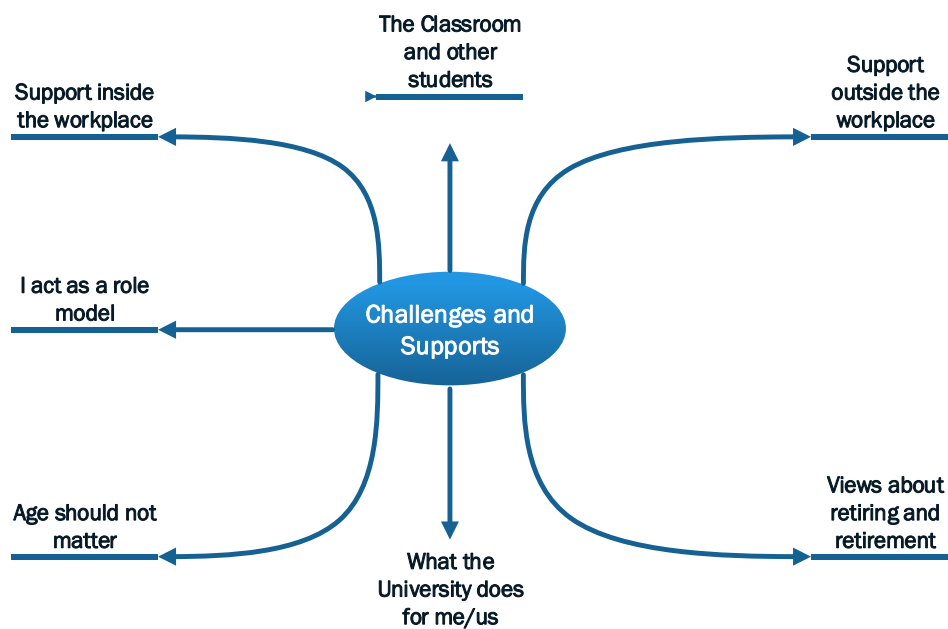 The Classroom
and other
students
Support inside
the workplace
Support
outside the
workplace
I act as a role
model
Challenges and
Supports
Age should not
matter
What the
University does
for me/us
Views about
retiring and
retirement